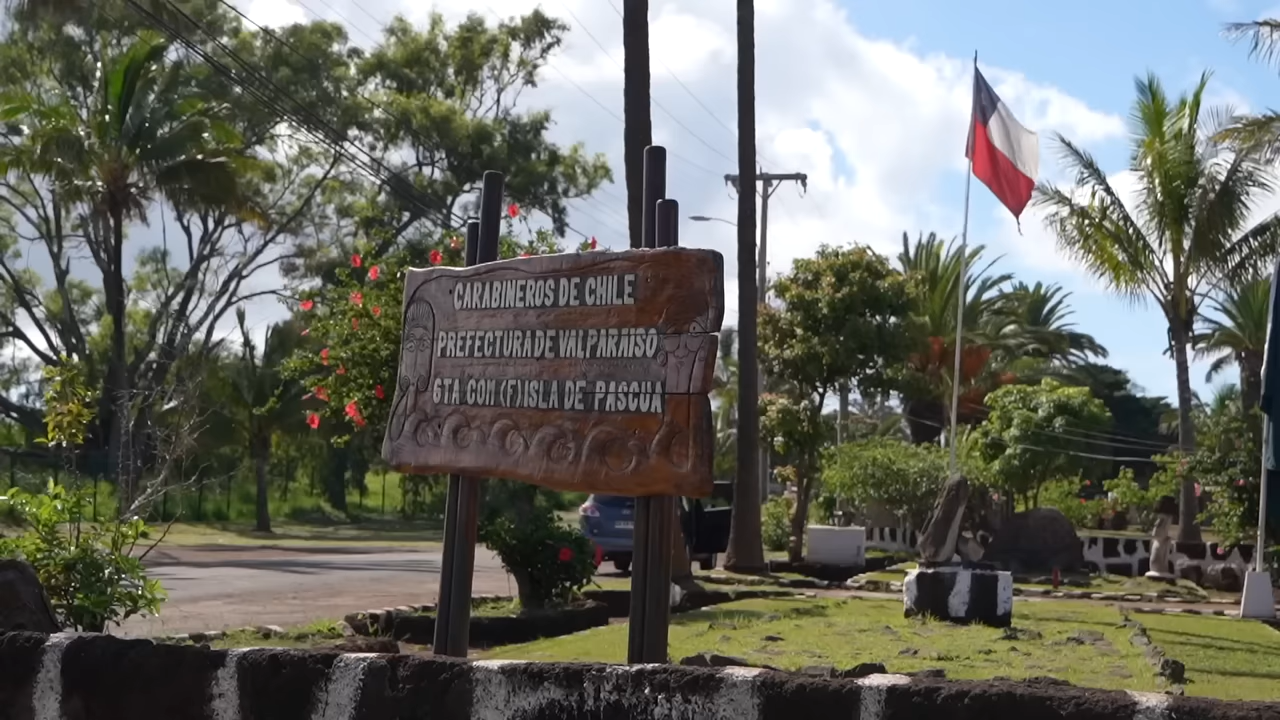 CARABINEROS DE CHILE
PREFECTURA DE VALPARAISO
6TA COM (F) ISLA DE PASCUA